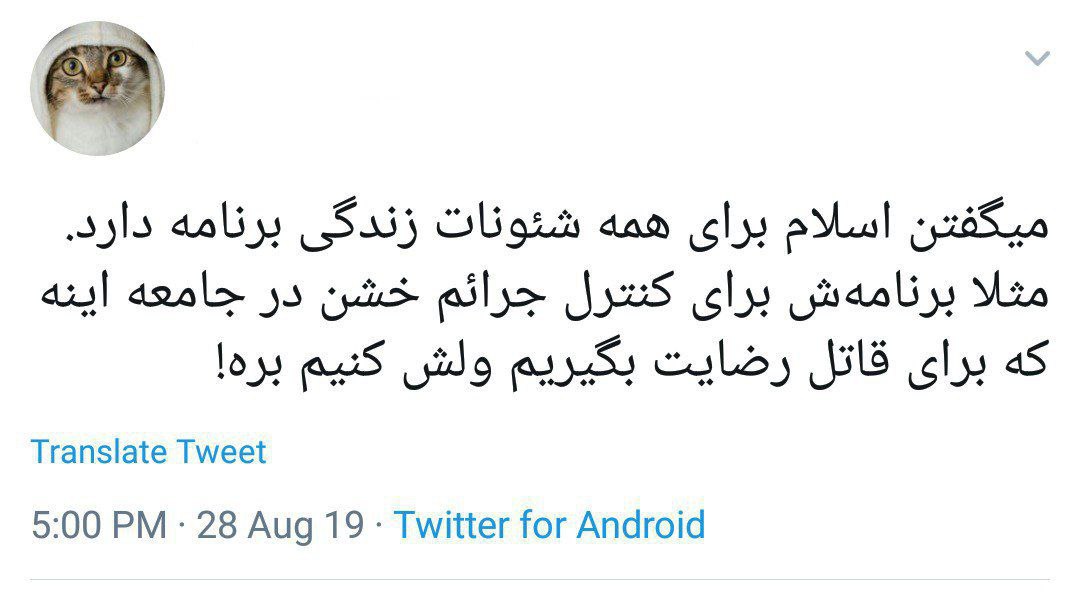 میگفتن اسلام برای همه شئونات زندگی برنامه دارد.
مثلا برنامه‌ش برای کنترل جرائم خشن در جامعه اینه
که برای قاتل رضایت بگیریم ولش کنیم بره!
Translate Tweet
5:00 PM · 28 Aug 19 · Twitter for Android